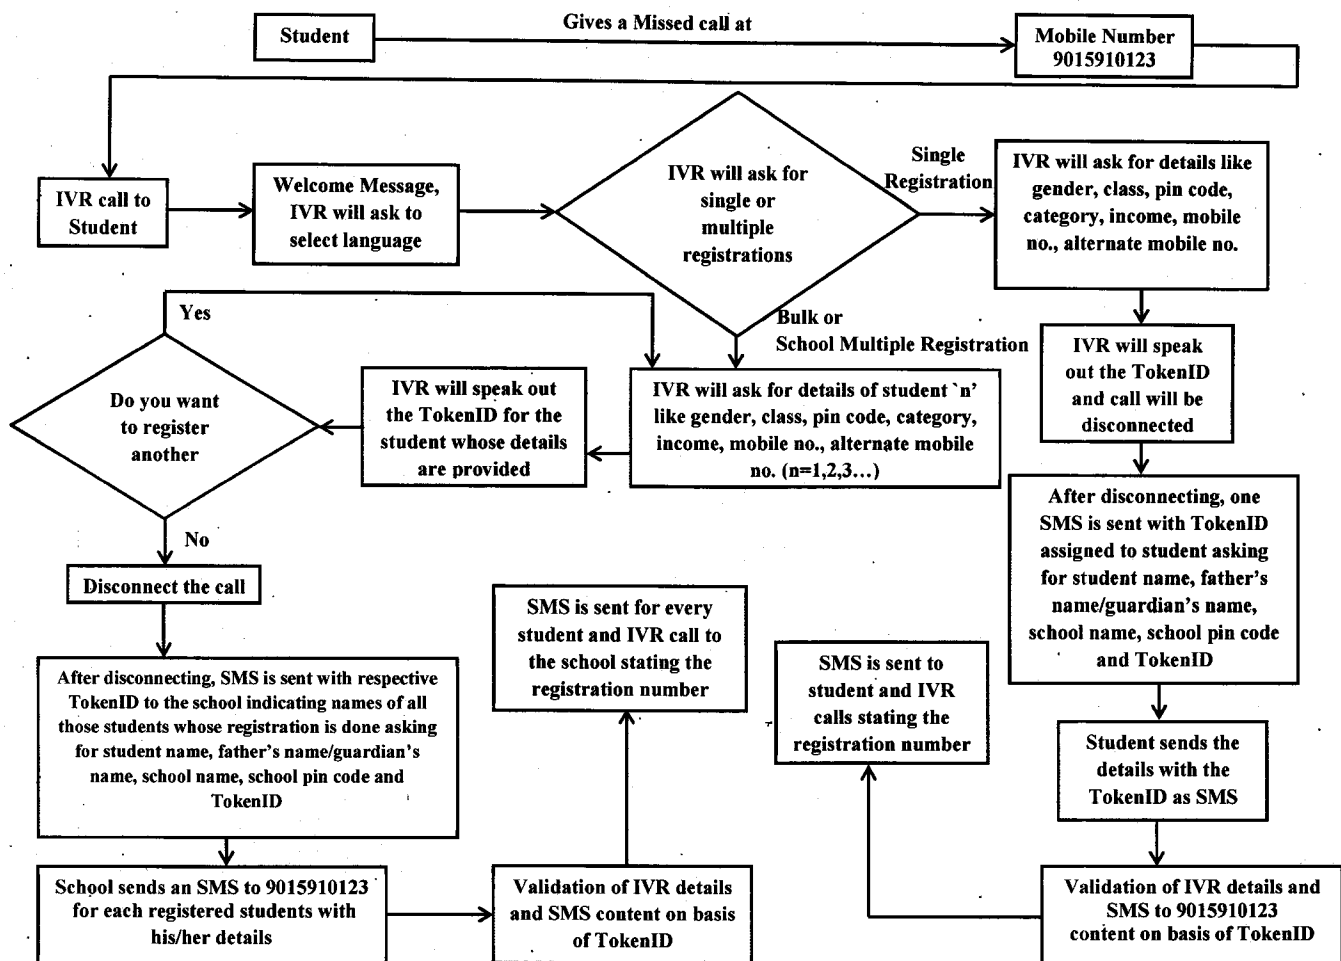 Student
Gives a Missed call at
Mobile Number
9015910123
IVR call to
Student
Welcome Message,
IVR will ask to
select language
IVR will ask for
single or
multiple
registrations
Single
Registration
IVR will ask for details like
gender, class, pin code,
category, income, mobile
no., alternate mobile no.
Bulk or
School Multiple Registration
Yes
Do you want
to register
another
IVR will speak out
the TokenID for the
student whose details
are provided
IVR will ask for details of student `n'
like gender, class, pin code, category,
income, mobile no., alternate mobile
no. (n=1,2,3...)
IVR will speak
out the TokenID
and call will be
disconnected
No
Disconnect the call
After disconnecting, one
SMS is sent with TokenID
assigned to student asking
for student name, father's
name/guardian's name,
school name, school pin code
and TokenID
After disconnecting, SMS is sent with respective
TokenID to the school indicating names of all
those students whose registration is done asking
for student name, father's name/guardian's
name, school name, school pin code and
TokenID
SMS is sent for every
student and IVR call to
the school stating the
registration number
SMS is sent to
student and IVR
calls stating the
registration number
Student sends the
details with the
TokenID as SMS
School sends an SMS to 9015910123
for each registered students with
his/her details
Validation of IVR details
and SMS content on basis
of TokenID
Validation of IVR details and
SMS to 9015910123
content on basis of TokenID